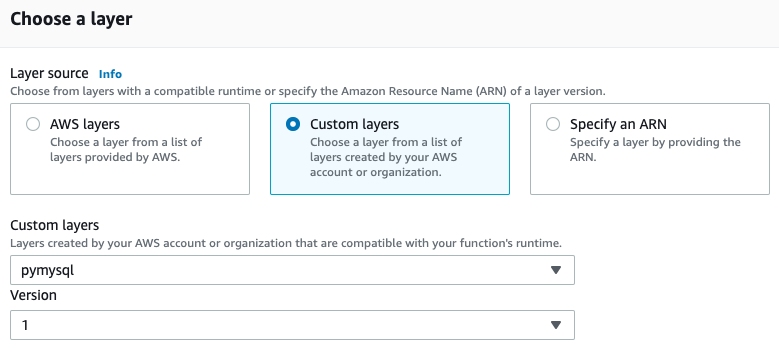 Choose a layer
Layer source Info
Choose from layers with a compatible runtime or specify the Amazon Resource Name (ARN) of a layer version.
AWS layers
Choose a layer from a list of
layers provided by AWS.
Custom layers
Choose a layer from a list of
layers created by your AWS
account or organization.
Specify an ARN
Specify a layer by providing the
ARN.
Custom layers
Layers created by your AWS account or organization that are compatible with your function's runtime.
pymysql
Version
1